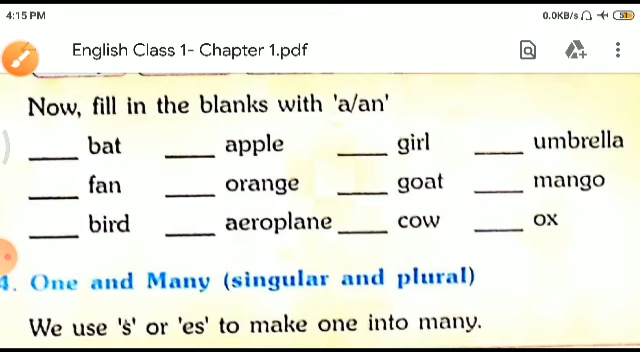 4:15 PM 0.0KB/s 51
English Class 1- Chapter 1.pdf
Now, fill in the blanks with 'a/an'
____ bat ____ apple ____ girl ____ umbrella
____ fan ____ orange ____ goat ____ mango
____ bird ____ aeroplane ____ cow ____ ox
4. One and Many (singular and plural)
We use 's' or 'es' to make one into many.